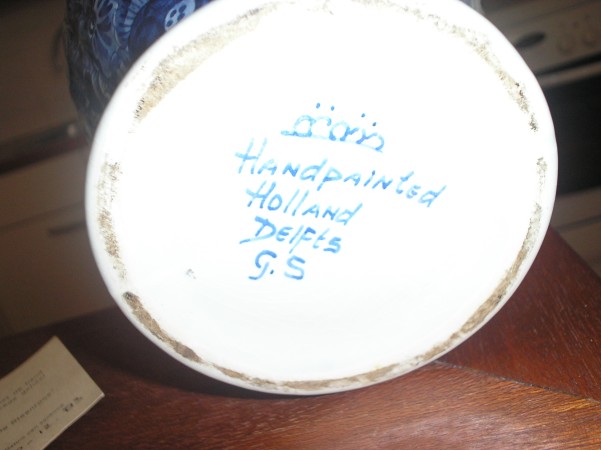 Handpainted
Holland
Delfts
G.S